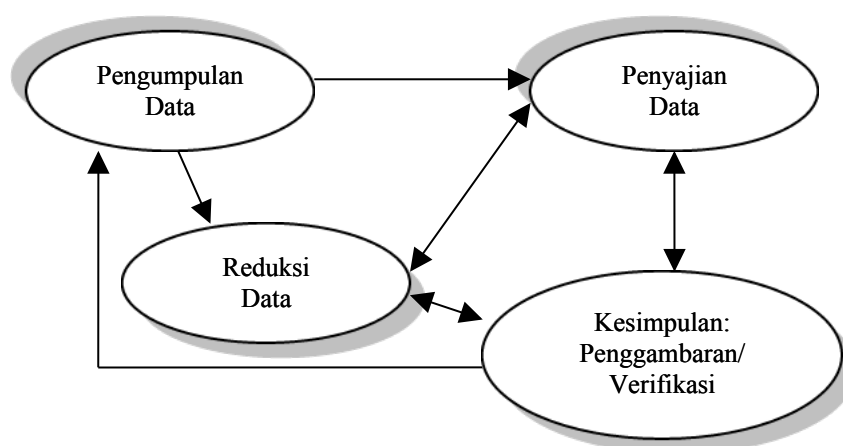 Pengumpulan
Data
Penyajian
Data
Reduksi
Data
Kesimpulan:
Penggambaran/
Verifikasi